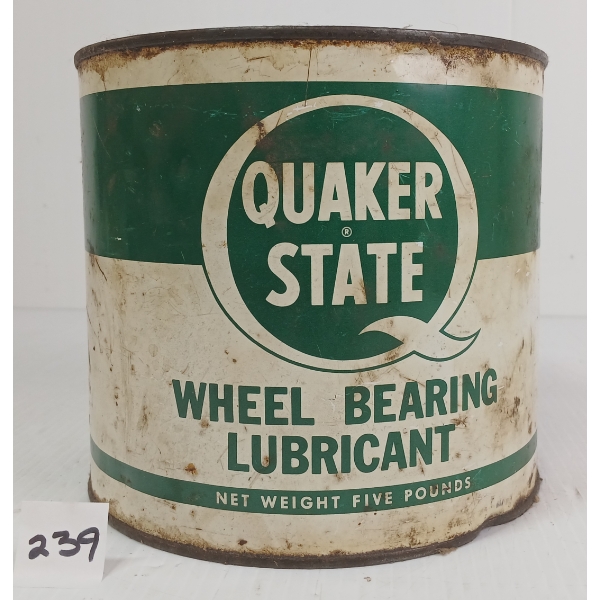 QUAKER
®
STATE
WHEEL BEARING
LUBRICANT
NET WEIGHT FIVE POUNDS
239